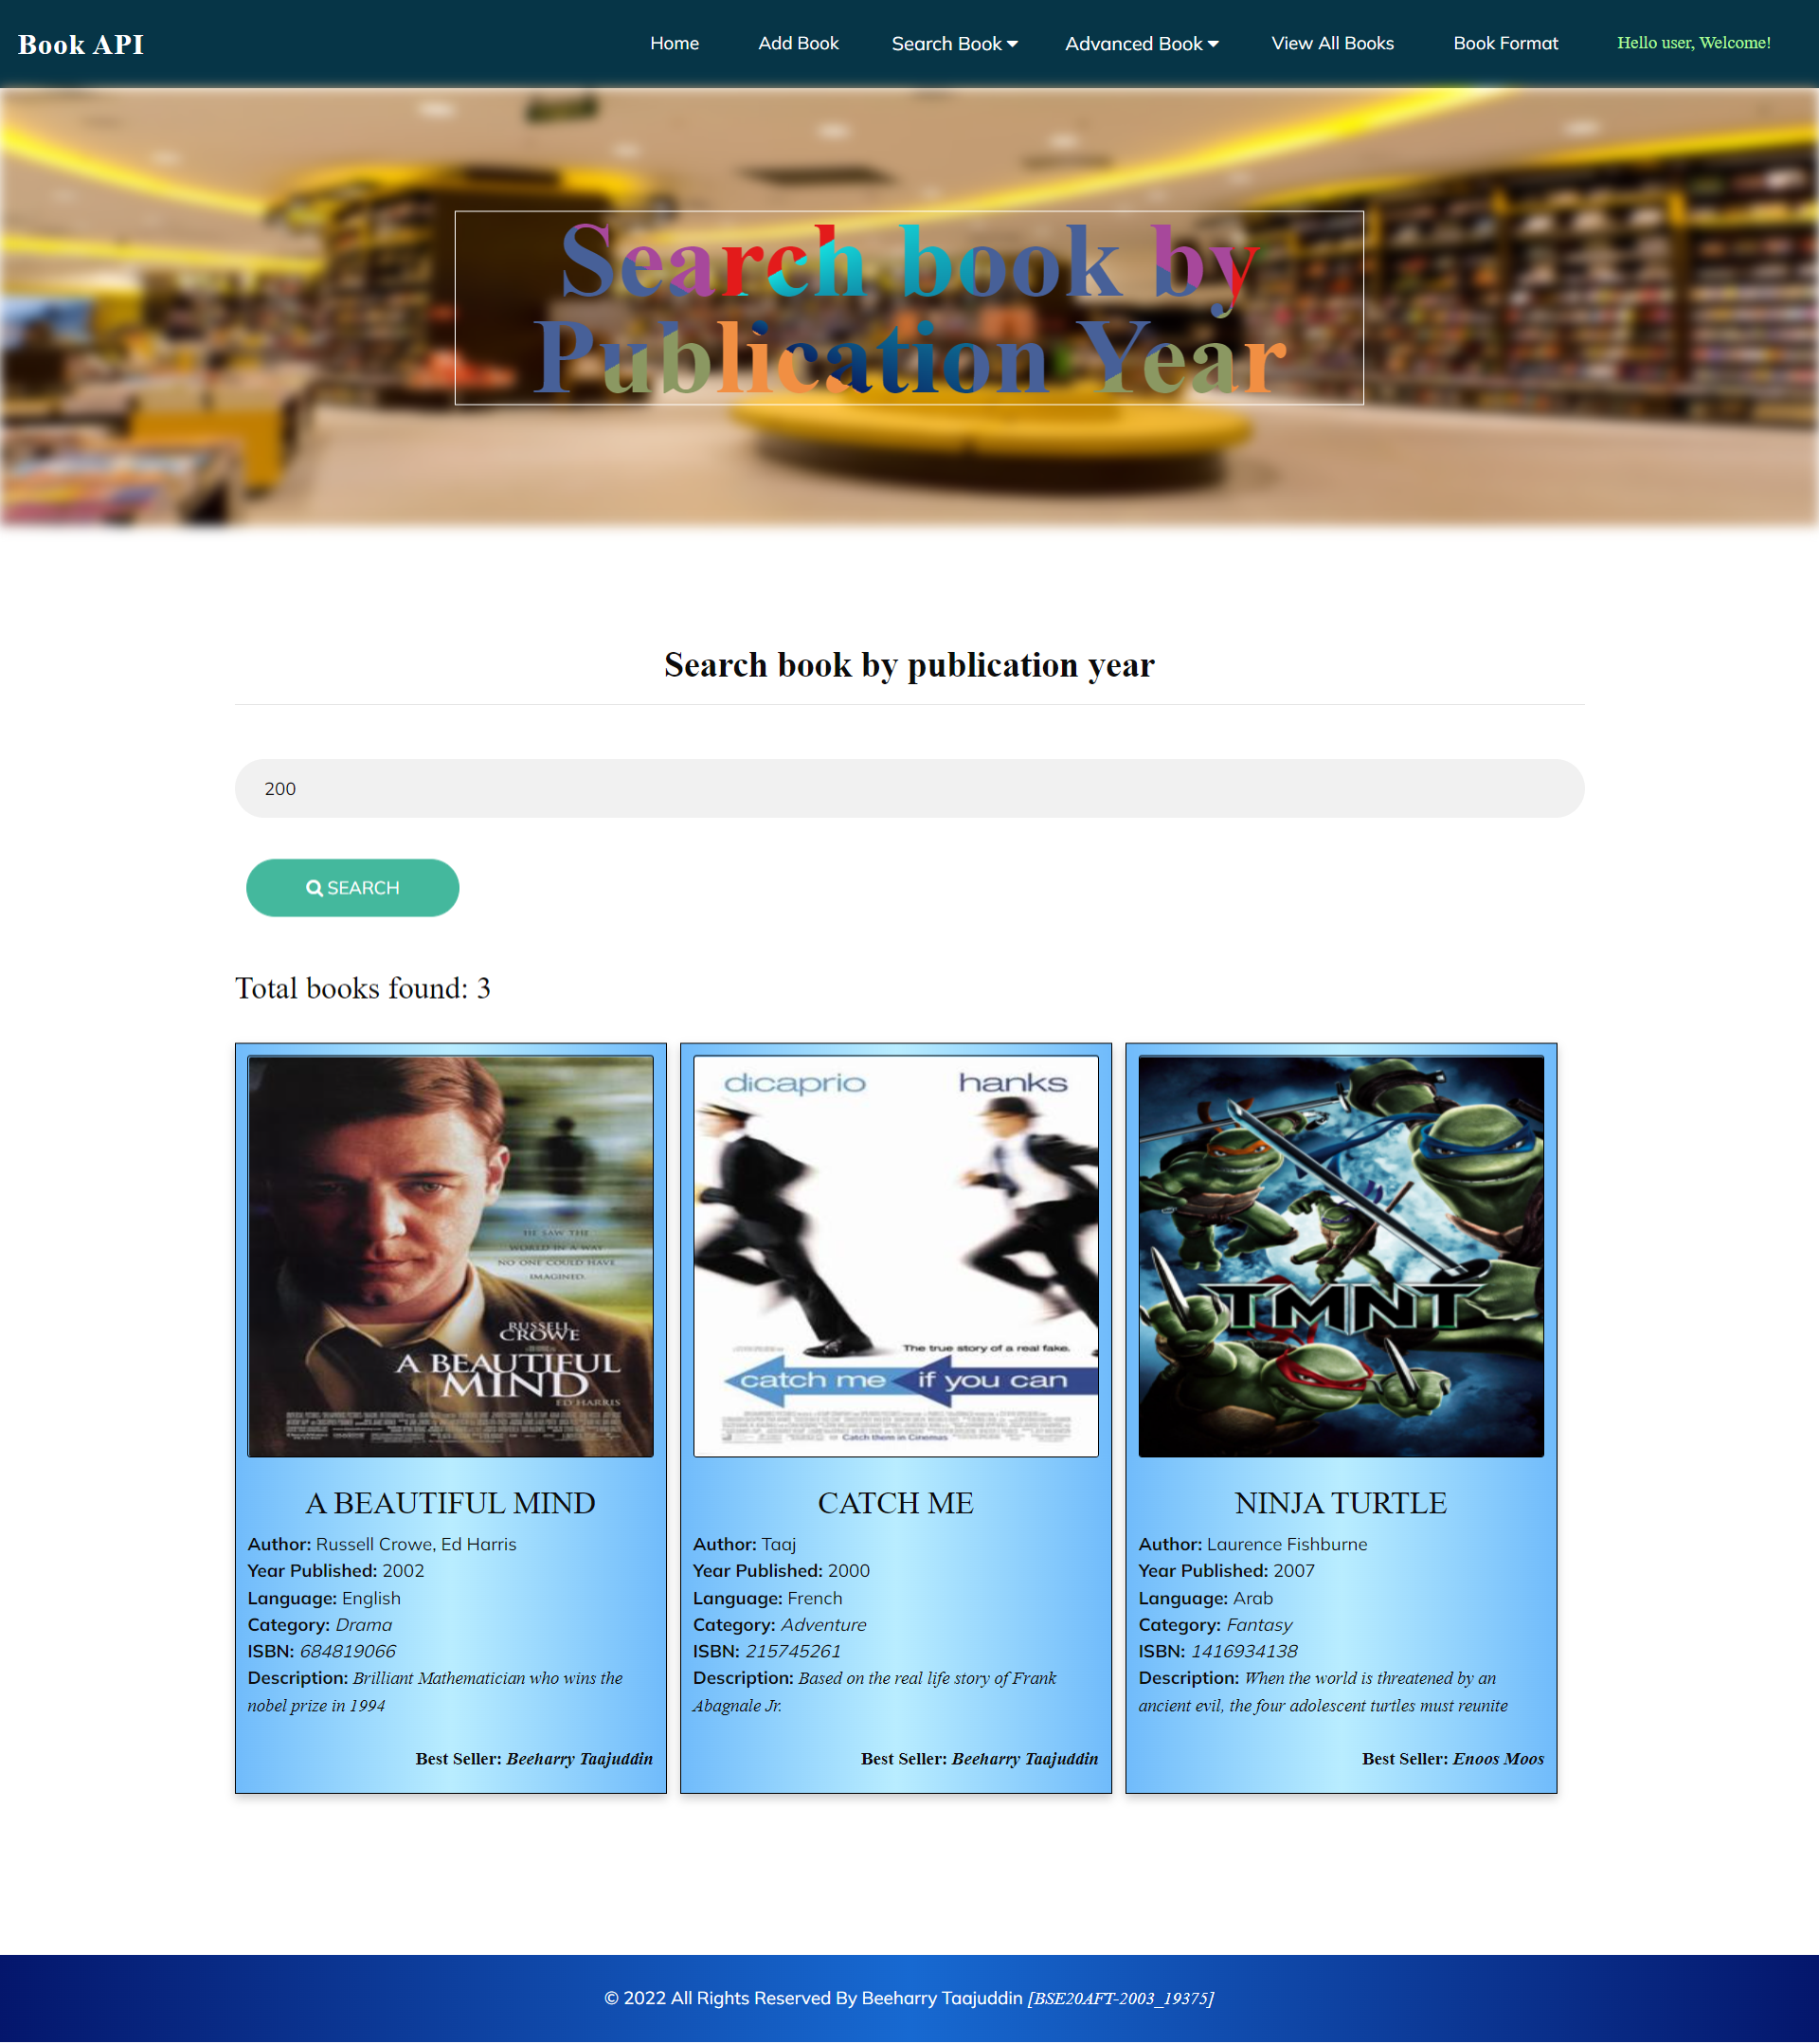 Book API
Home
Add Book
Search Book
Advanced Book
View All Books
Book Format
Hello user, Welcome!
Search book by
Publication Year
Search book by publication year
200
SEARCH
Total books found: 3
HE SAW THE
WORLD IN A WAY
NO ONE COULD HAVE
IMAGINED.
RUSSELL
CROWE
A BEAUTIFUL
MIND
ED HARRIS
A BEAUTIFUL MIND
Author: Russell Crowe, Ed Harris
Year Published: 2002
Language: English
Category: Drama
ISBN: 684819066
Description: Brilliant Mathematician who wins the
nobel prize in 1994
Best Seller: Beeharry Taajuddin
dicaprio
hanks
The true story of a real fake.
catch me if you can
Catch them in Cinemas
CATCH ME
Author: Taaj
Year Published: 2000
Language: French
Category: Adventure
ISBN: 215745261
Description: Based on the real life story of Frank
Abagnale Jr.
Best Seller: Beeharry Taajuddin
TMNT
NINJA TURTLE
Author: Laurence Fishburne
Year Published: 2007
Language: Arab
Category: Fantasy
ISBN: 1416934138
Description: When the world is threatened by an
ancient evil, the four adolescent turtles must reunite
Best Seller: Enoos Moos
© 2022 All Rights Reserved By Beeharry Taajuddin [BSE20AFT-2003_19375]